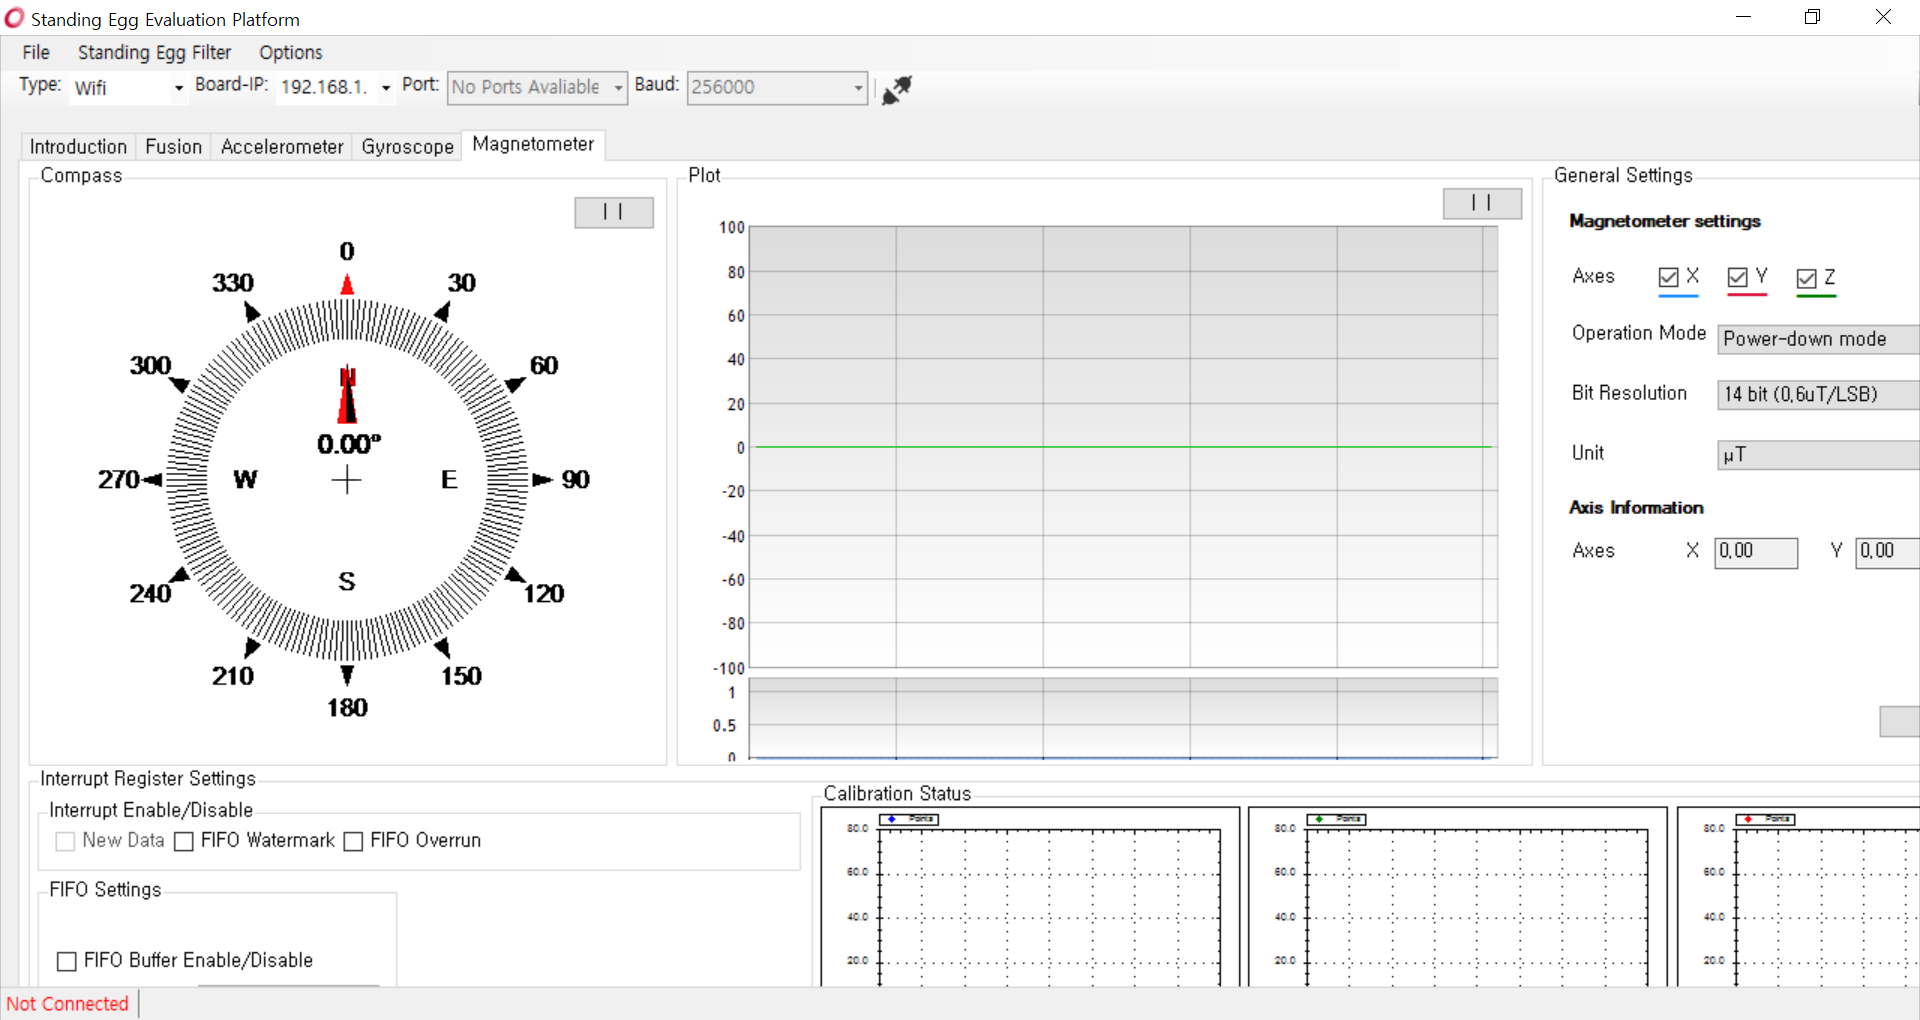 Standing Egg Evaluation Platform
File Standing Egg Filter Options
Type: Wifi Board-IP: 192.168.1. Port: No Ports Avaliable Baud: 256000
Introduction Fusion Accelerometer Gyroscope Magnetometer
Compass
0
330 30
300 60
N
0.00º
270 W E 90
240 S 120
210 150
180
Plot
100
80
60
40
20
0
-20
-40
-60
-80
-100
1
0.5
0
General Settings
Magnetometer settings
Axes X Y Z
Operation Mode Power-down mode
Bit Resolution 14 bit (0,6uT/LSB)
Unit μT
Axis Information
Axes X 0,00 Y 0,00
Interrupt Register Settings
Interrupt Enable/Disable
New Data FIFO Watermark FIFO Overrun
FIFO Settings
FIFO Buffer Enable/Disable
Calibration Status
Points
80.0
60.0
40.0
20.0
Points
80.0
60.0
40.0
20.0
Points
80.0
60.0
40.0
20.0
Not Connected